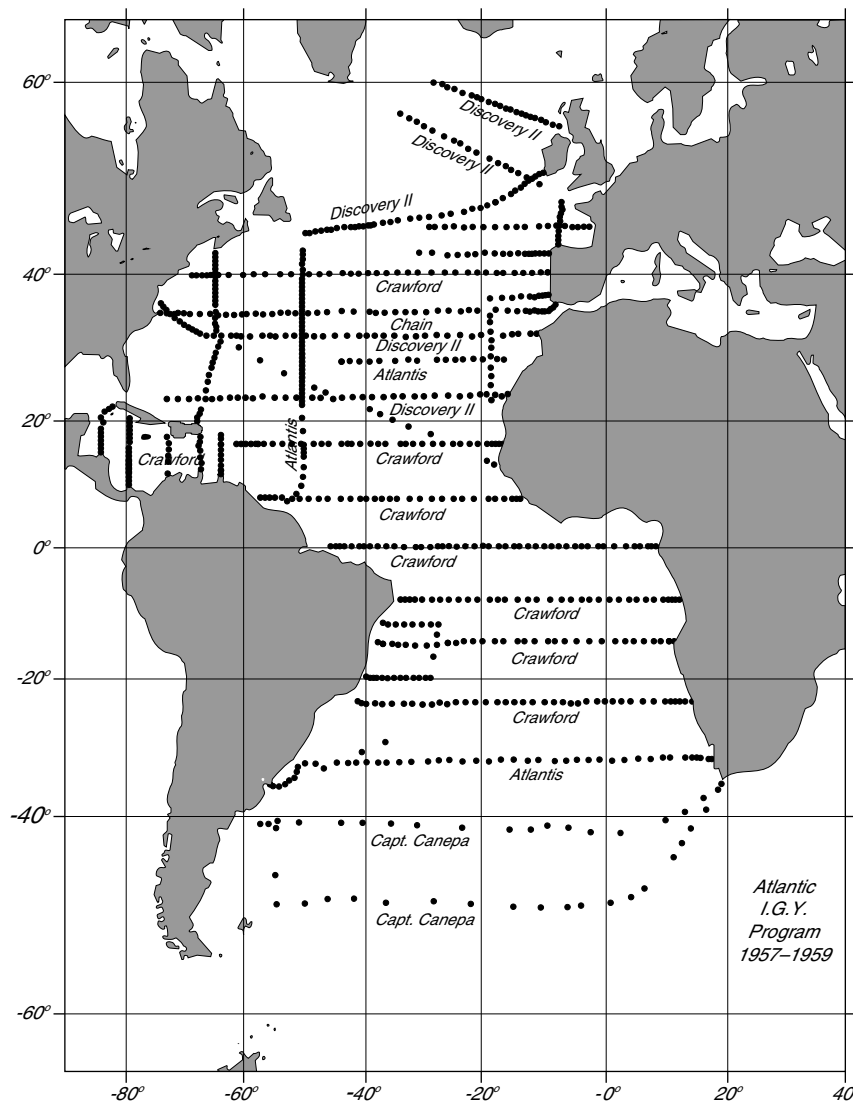 60°
Discovery II
Discovery II
Discovery II
40°
Crawford
Chain
Discovery II
Atlantis
Discovery II
20°
Atlantis
Crawford
Crawford
Crawford
0°
Crawford
Crawford
Crawford
-20°
Crawford
Atlantis
-40°
Capt. Canepa
Capt. Canepa
Atlantic
I.G.Y.
Program
1957–1959
-60°
-80° -60° -40° -20° -0° 20° 40